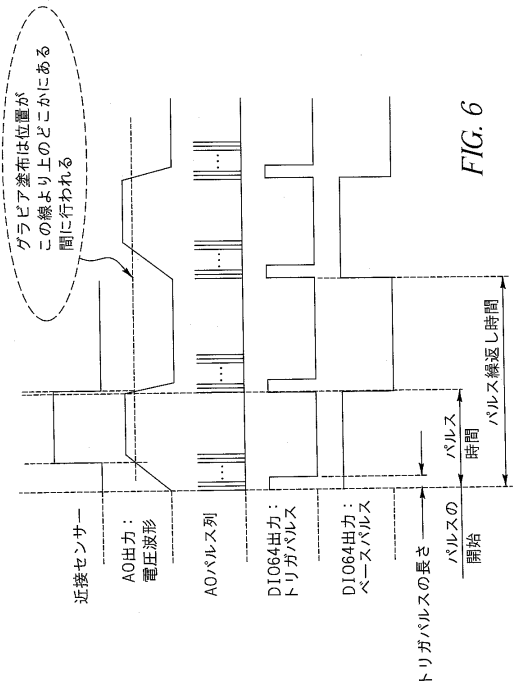 グラビア塗布は位置が
この線より上のどこかにある
間に行われる
近接センサー
AO出力：
電圧波形
AOパルス列
DIO64出力：
トリガパルス
DIO64出力：
ベースパルス
トリガパルスの長さ
パルスの
開始
パルス
時間
パルス繰返し時間
FIG. 6